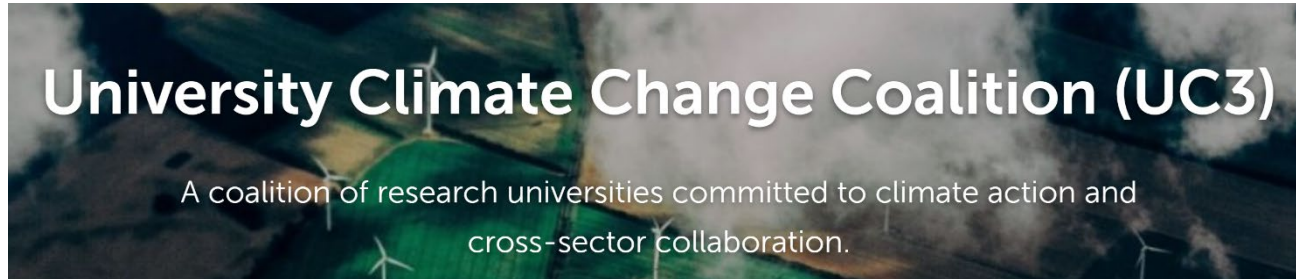 University Climate Change Coalition (UC3)
A coalition of research universities committed to climate action and
cross-sector collaboration.